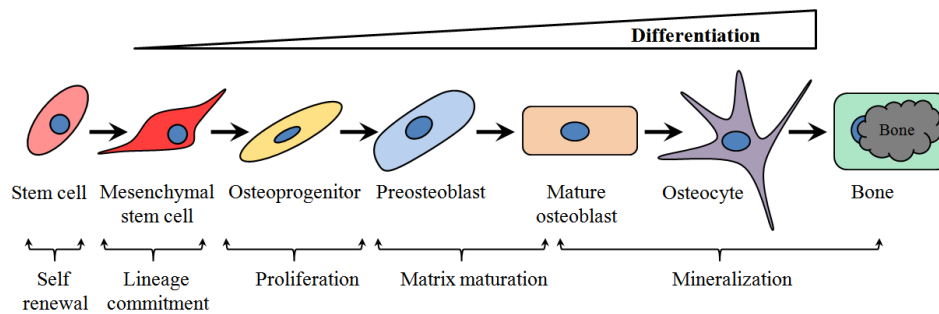 Differentiation
Bone
Stem cell
Mesenchymal
stem cell
Osteoprogenitor
Preosteoblast
Mature
osteoblast
Osteocyte
Bone
Self
renewal
Lineage
commitment
Proliferation
Matrix maturation
Mineralization